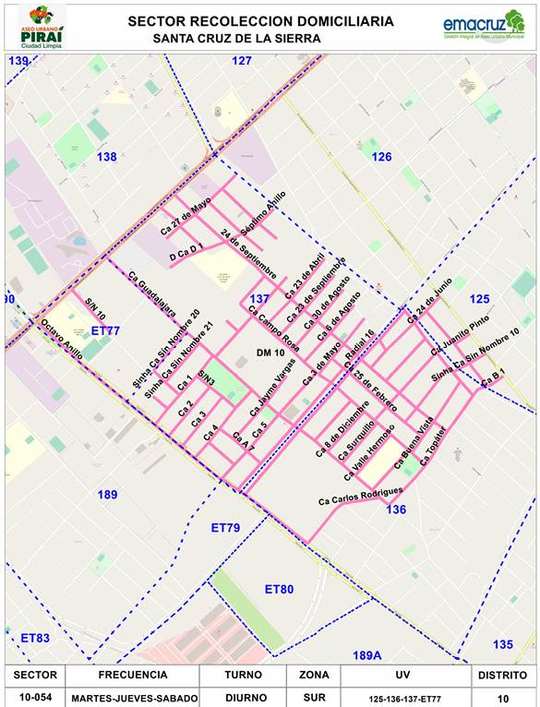 ASEO URBANO
PIRAÍ
Ciudad Limpia
SECTOR RECOLECCION DOMICILIARIA
SANTA CRUZ DE LA SIERRA
emacruz
139
127
138
126
Ca 27 de Mayo
Séptimo Anillo
D Ca D 1
24 de Septiembre
Ca Guadalajara
137
Ca 23 de Abril
Ca 23 de Septiembre
Ca 30 de Agosto
Ca 6 de Agosto
Ca 24 de Junio
125
90
S/N 10
ET77
Octavo Anillo
Sinha Ca Sin Nombre 20
Sinha Ca Sin Nombre 21
Ca Campo Rosa
DM 10
Radial 16
Ca 3 de Mayo
Ca Juanito Pinto
Sinha Ca Sin Nombre 10
Ca B 1
Ca 1
S/N3
Ca Jayme Vargas
25 de Febrero
Ca 2
Ca 3
Ca 4
Ca 5
Ca A 7
Ca 8 de Diciembre
Ca Surquillo
Ca Valle Hermoso
Ca Buena Vista
Ca Topáter
Ca Carlos Rodrigues
136
189
ET79
ET80
ET83
189A
135
SECTOR FRECUENCIA TURNO ZONA UV DISTRITO
10-054 MARTES-JUEVES-SABADO DIURNO SUR 125-136-137-ET77 10